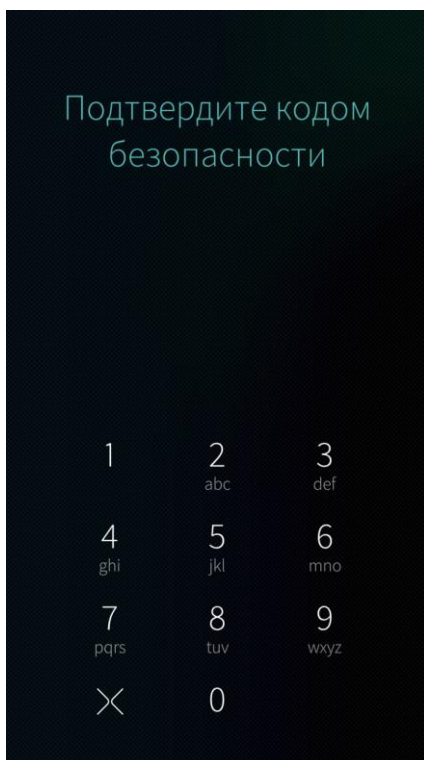 Подтвердите кодом
безопасности
1 2 3
abc def
4 5 6
ghi jkl mno
7 8 9
pqrs tuv wxyz
0